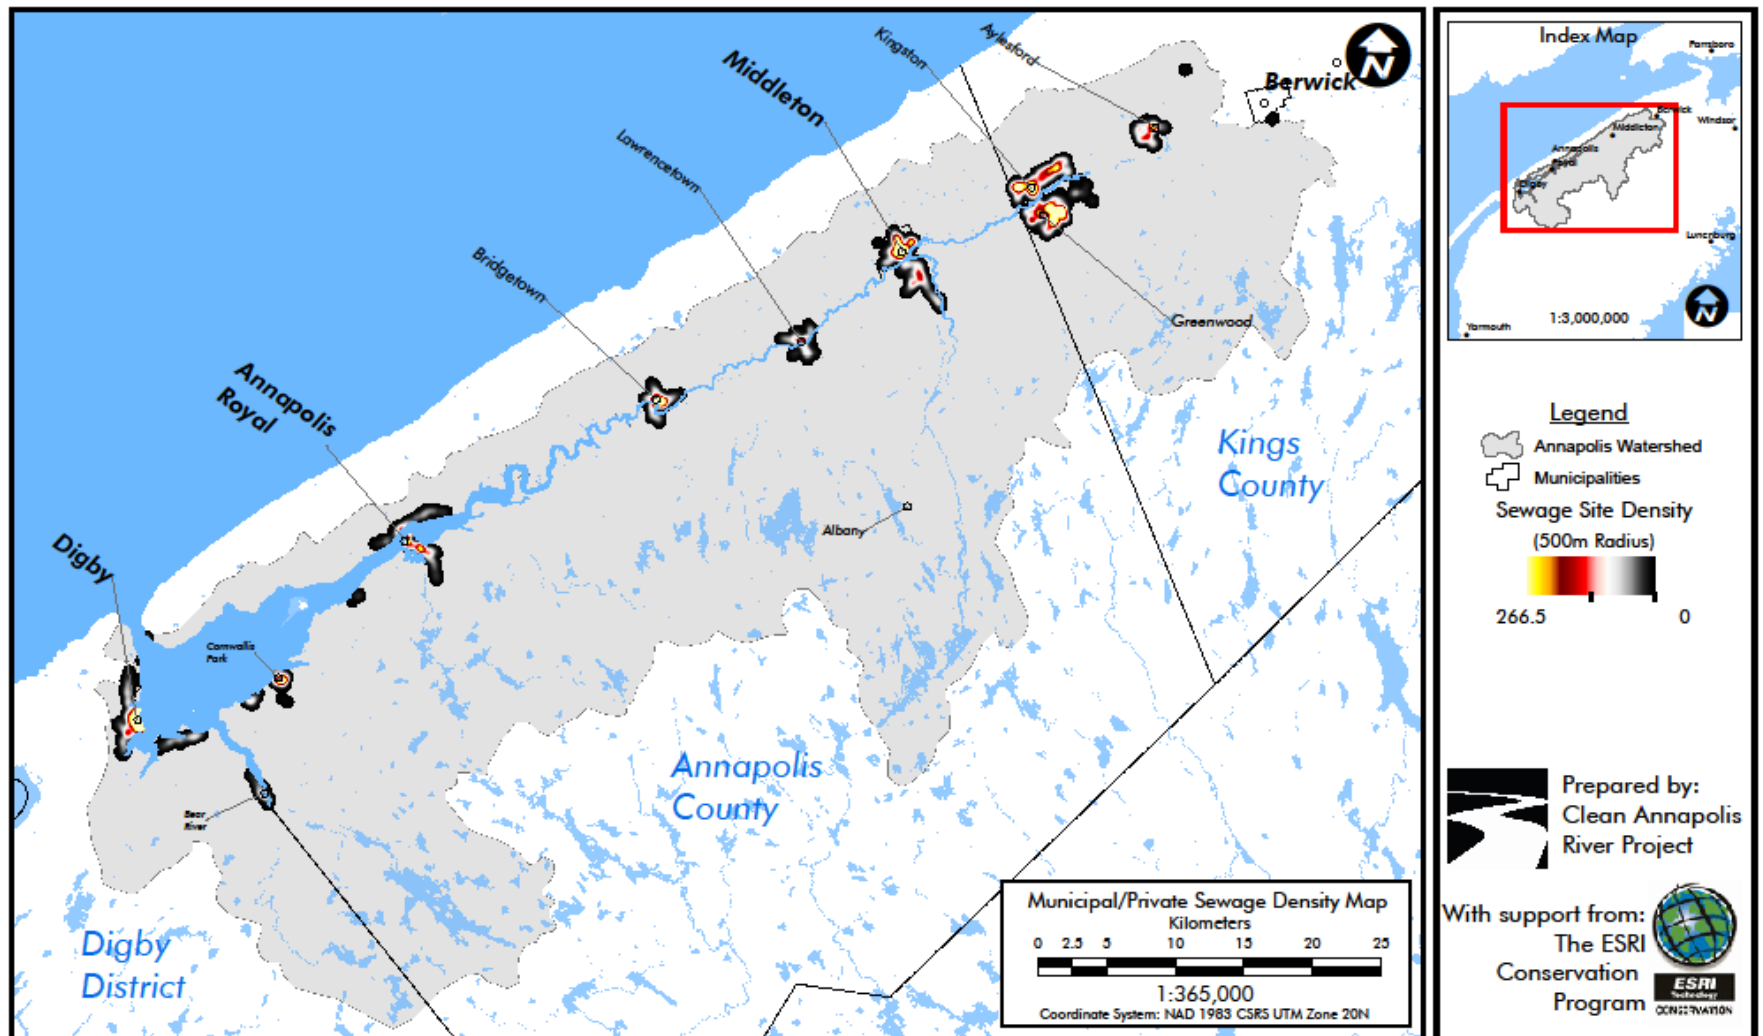 Kingston
Aylesford
N
Berwick
Middleton
Lawrencetown
Bridgetown
Greenwood
Annapolis
Royal
Kings
County
Albany
Digby
Cornwallis
Park
Annapolis
County
Bear
River
Digby
District
Municipal/Private Sewage Density Map
Kilometers
0 2.5 5 10 15 20 25
1:365,000
Coordinate System: NAD 1983 CSRS UTM Zone 20N
Index Map
Parrsboro
Berwick
Windsor
Middleton
Annapolis
Royal
Digby
Lunenburg
N
1:3,000,000
Yarmouth
Legend
Annapolis Watershed
Municipalities
Sewage Site Density
(500m Radius)
266.5 0
Prepared by:
Clean Annapolis
River Project
With support from:
The ESRI
Conservation
Program
ESRI
Technology
CONSERVATION